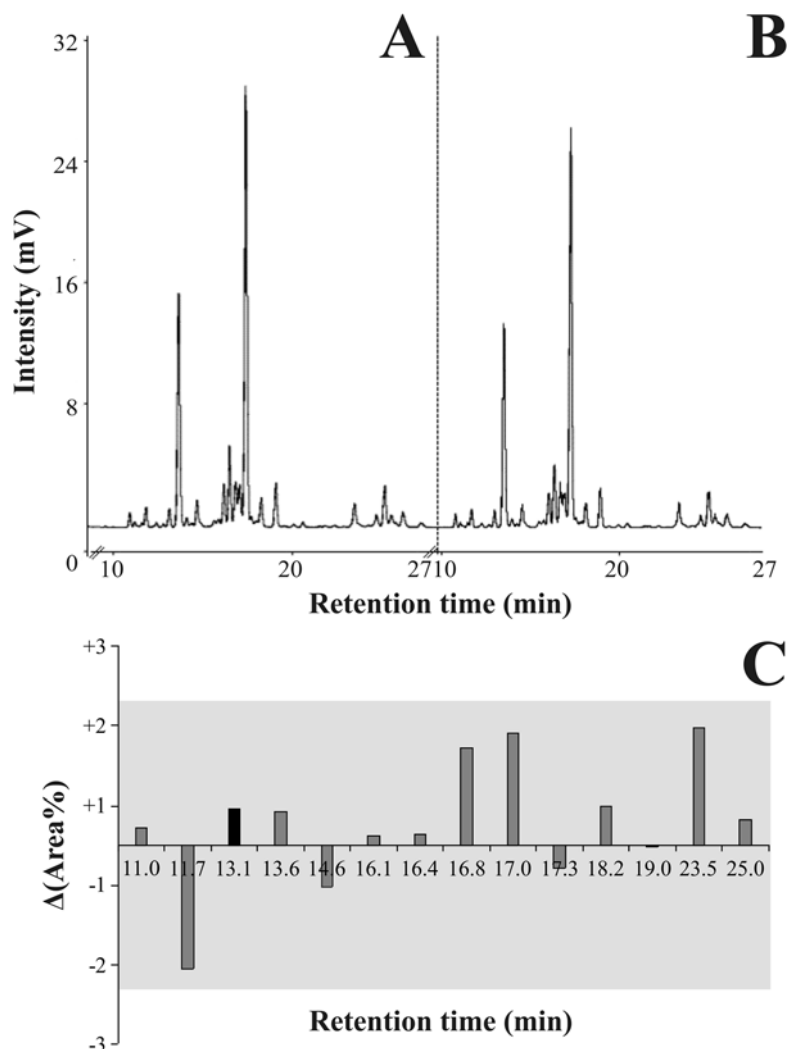 A
B
32
24
16
8
0
Intensity (mV)
10 20 27 10 20 27
Retention time (min)
C
+3
+2
+1
-1
-2
-3
Δ(Area%)
11.0 11.7 13.1 13.6 14.6 16.1 16.4 16.8 17.0 17.3 18.2 19.0 23.5 25.0
Retention time (min)